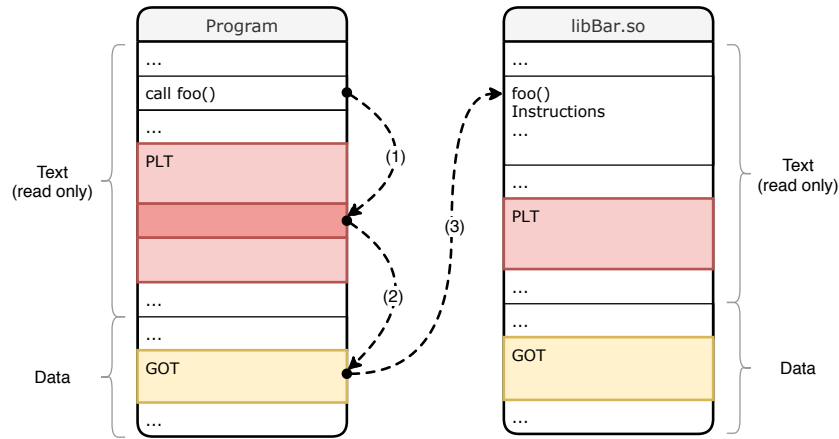 Program
...
call foo()
...
PLT
...
...
GOT
...
Text
(read only)
Data
(1)
(2)
(3)
libBar.so
...
foo()
Instructions
...
...
PLT
...
...
GOT
...
Text
(read only)
Data